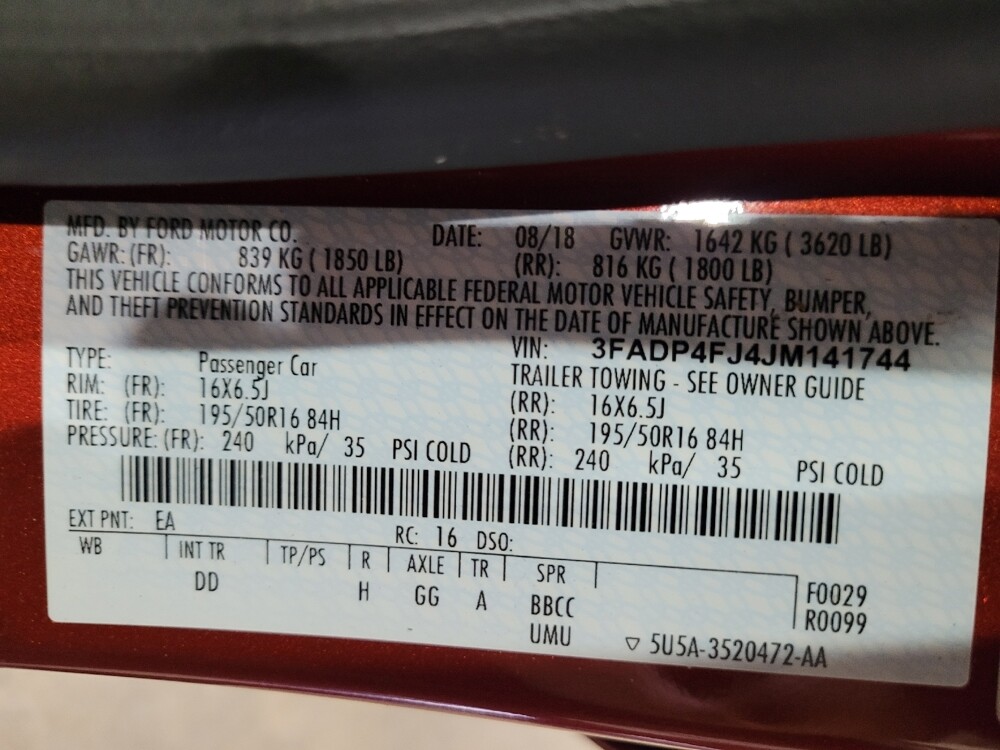 MFD. BY FORD MOTOR CO. DATE: 08/18 GVWR: 1642 KG ( 3620 LB)
GAWR: (FR): 839 KG ( 1850 LB) (RR): 816 KG ( 1800 LB)
THIS VEHICLE CONFORMS TO ALL APPLICABLE FEDERAL MOTOR VEHICLE SAFETY, BUMPER,
AND THEFT PREVENTION STANDARDS IN EFFECT ON THE DATE OF MANUFACTURE SHOWN ABOVE.
VIN: 3FADP4FJ4JM141744
TYPE: Passenger Car TRAILER TOWING - SEE OWNER GUIDE
RIM: (FR): 16X6.5J (RR): 16X6.5J
TIRE: (FR): 195/50R16 84H (RR): 195/50R16 84H
PRESSURE: (FR): 240 kPa/ 35 PSI COLD (RR): 240 kPa/ 35 PSI COLD
EXT PNT: EA RC: 16 DSO:
WB INT TR TP/PS R AXLE TR SPR
DD H GG A BBCC F0029
UMU R0099
▽ 5U5A-3520472-AA